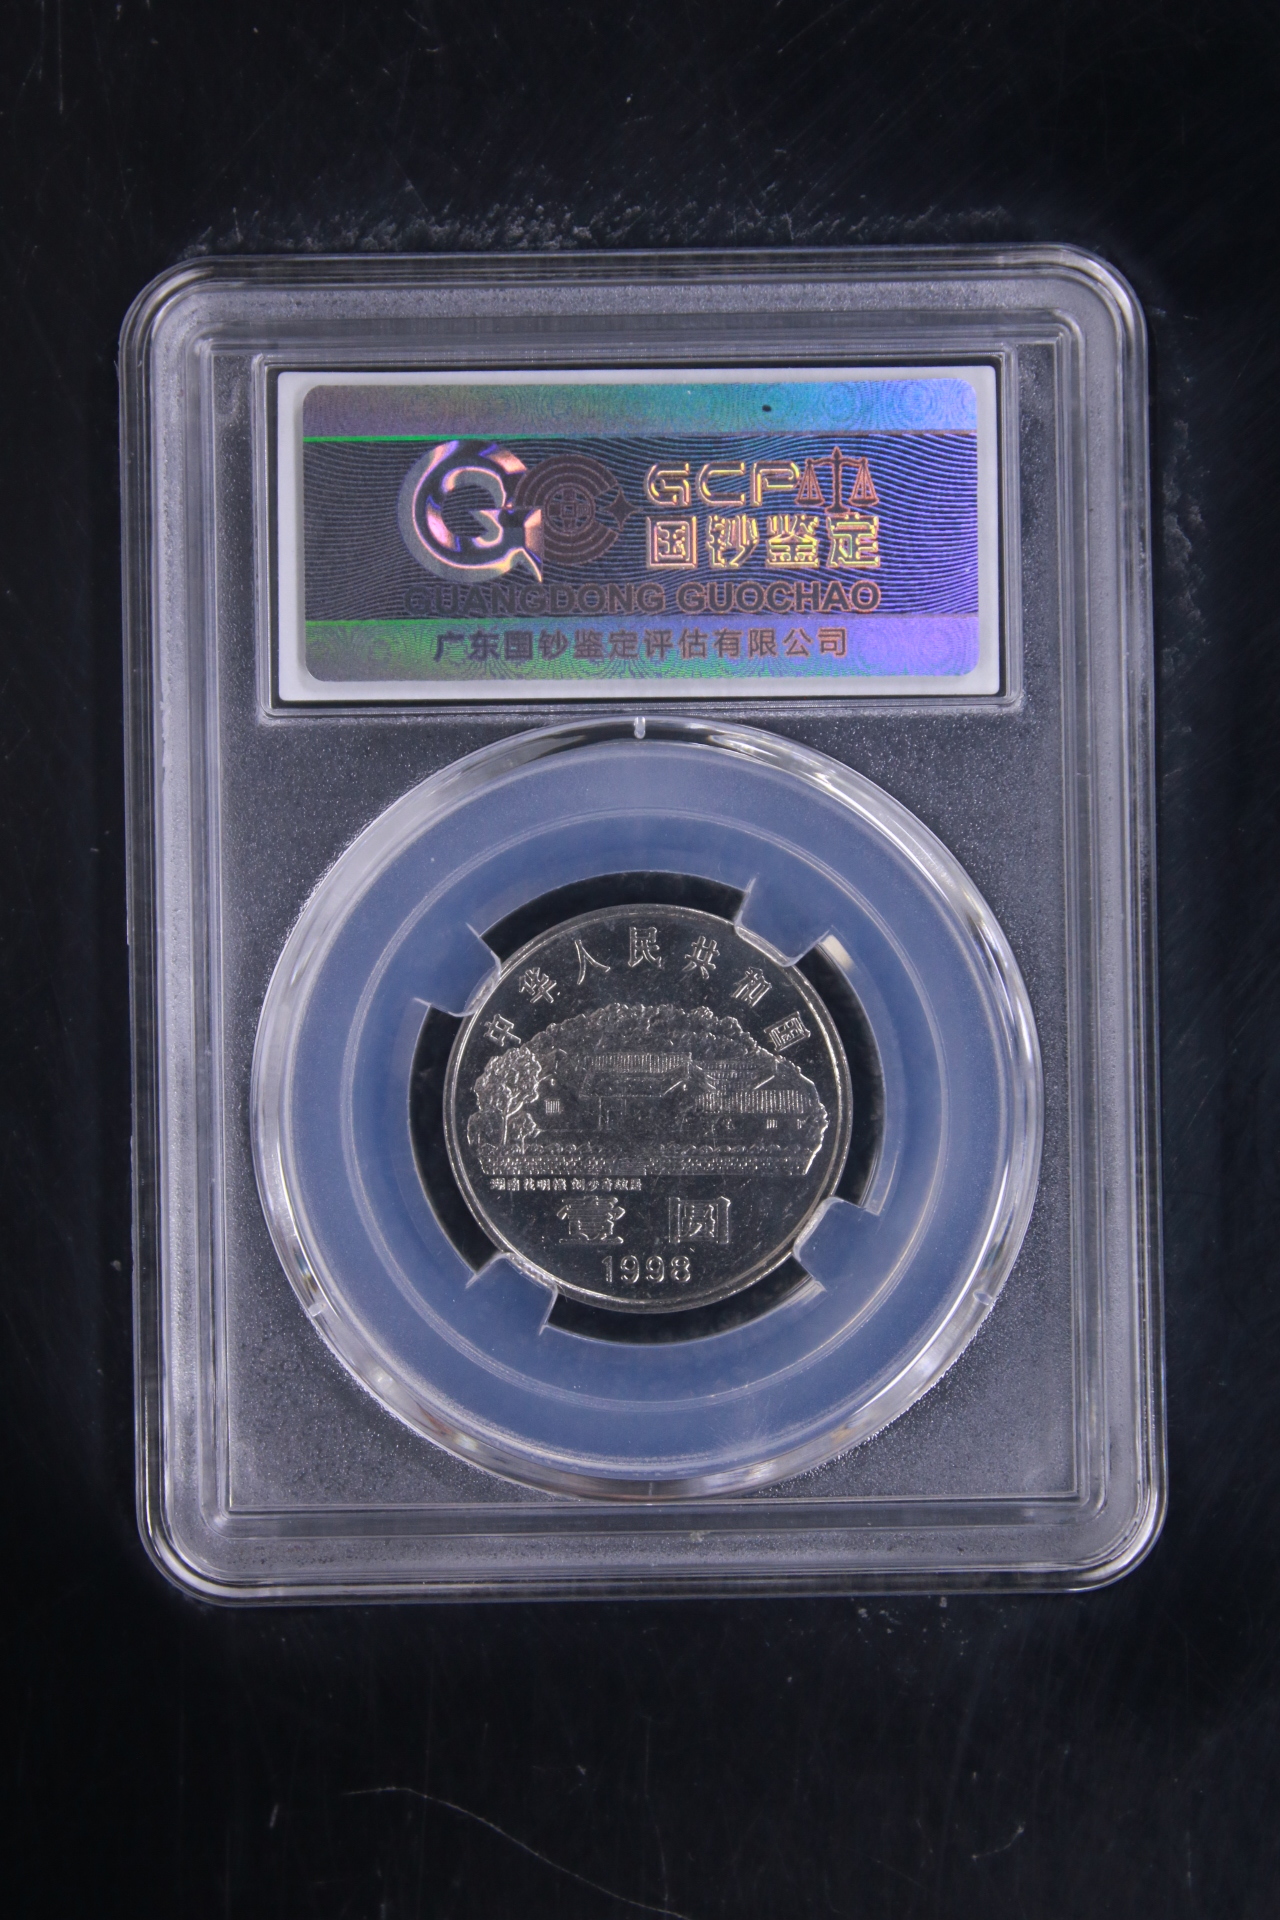 GCP
国钞鉴定
GUANGDONG GUOCHAO
广东国钞鉴定评估有限公司
中华人民共和国
湖南花明楼 刘少奇故居
壹圆
1998